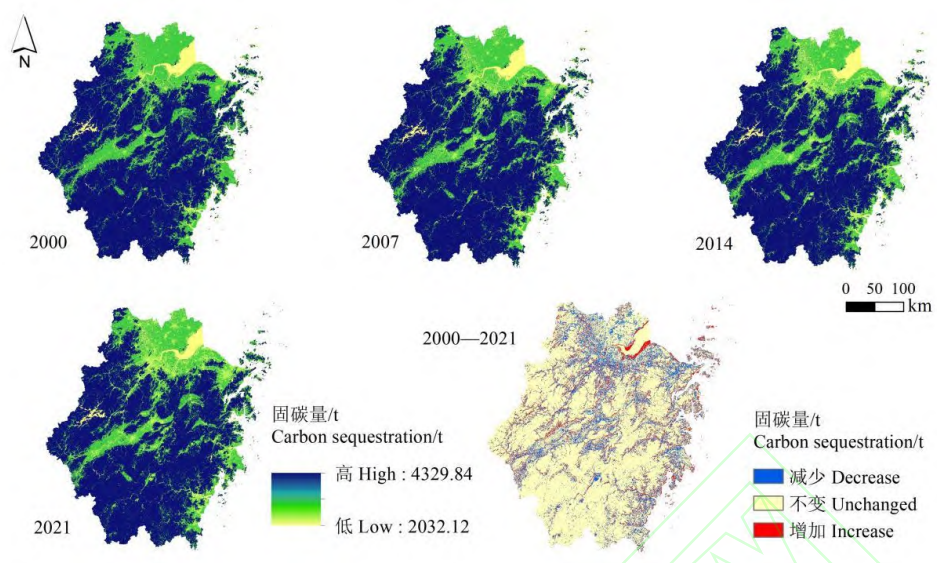 N
2000
2007
2014
0 50 100
km
2021
固碳量/t
Carbon sequestration/t
高 High : 4329.84
低 Low : 2032.12
2000—2021
固碳量/t
Carbon sequestration/t
减少 Decrease
不变 Unchanged
增加 Increase